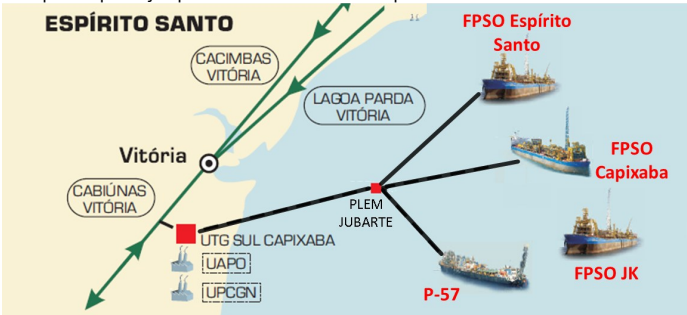 ESPÍRITO SANTO
FPSO Espírito
Santo
CACIMBAS
VITÓRIA
LAGOA PARDA
VITÓRIA
Vitória
FPSO
Capixaba
CABIÚNAS
VITÓRIA
PLEM
JUBARTE
UTG SUL CAPIXABA
UAPO
UPCGN
FPSO JK
P-57